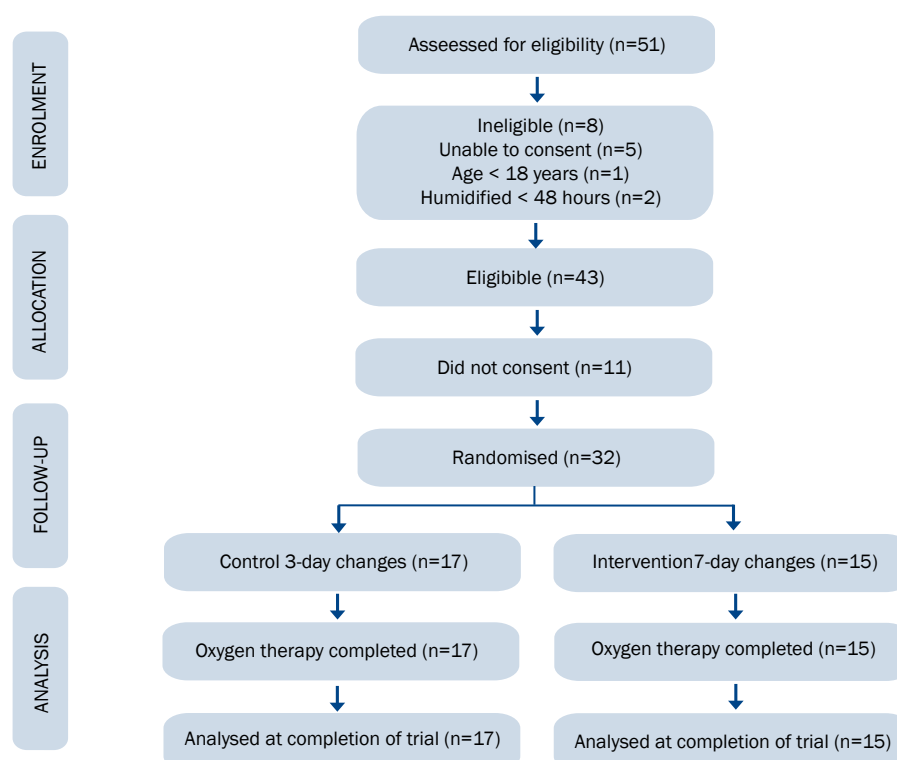 ENROLMENT
Asseessed for eligibility (n=51)
Ineligible (n=8)
Unable to consent (n=5)
Age < 18 years (n=1)
Humidified < 48 hours (n=2)
ALLOCATION
Eligibible (n=43)
Did not consent (n=11)
FOLLOW-UP
Randomised (n=32)
Control 3-day changes (n=17)
Intervention7-day changes (n=15)
ANALYSIS
Oxygen therapy completed (n=17)
Oxygen therapy completed (n=15)
Analysed at completion of trial (n=17)
Analysed at completion of trial (n=15)